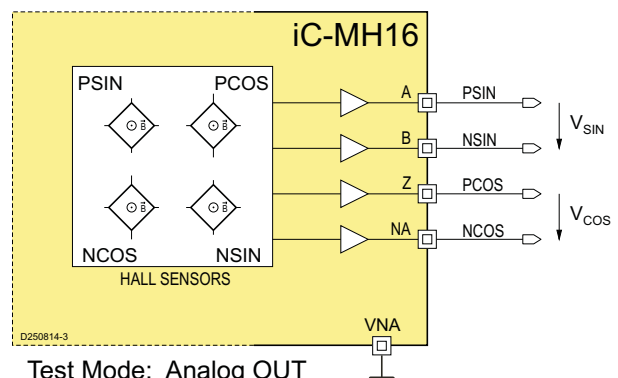 iC-MH16
PSIN PCOS
B B
B B
NCOS NSIN
HALL SENSORS
A PSIN
B NSIN
VSIN
Z PCOS
NA NCOS
VCOS
VNA
D250814-3
Test Mode: Analog OUT